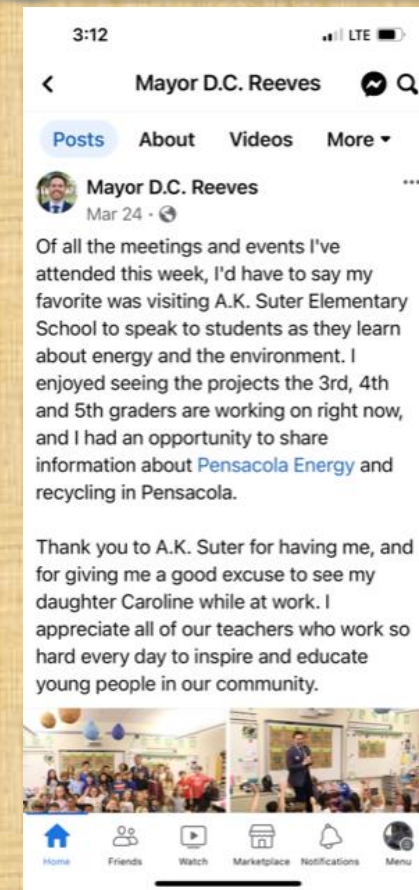 3:12
LTE
Mayor D.C. Reeves
Posts About Videos More
Mayor D.C. Reeves
Mar 24 ·
Of all the meetings and events I've
attended this week, I'd have to say my
favorite was visiting A.K. Suter Elementary
School to speak to students as they learn
about energy and the environment. I
enjoyed seeing the projects the 3rd, 4th
and 5th graders are working on right now,
and I had an opportunity to share
information about Pensacola Energy and
recycling in Pensacola.
Thank you to A.K. Suter for having me, and
for giving me a good excuse to see my
daughter Caroline while at work. I
appreciate all of our teachers who work so
hard every day to inspire and educate
young people in our community.
Home Friends Watch Marketplace Notifications Menu